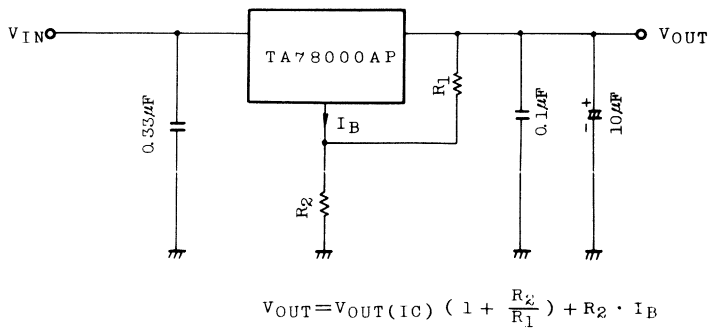 VIN
TA78000AP
VOUT
R1
IB
0.33μF
0.1μF
+
-
10μF
R2
VOUT=VOUT(IC) (1+ R2/R1)+R2・IB